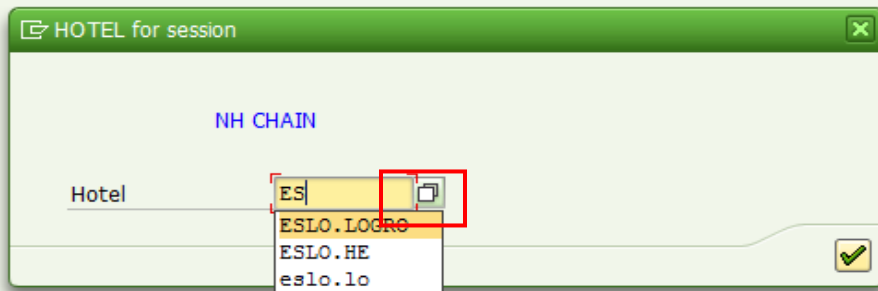 HOTEL for session
NH CHAIN
Hotel
ES
ESLO.LOGRO
ESLO.HE
eslo.lo